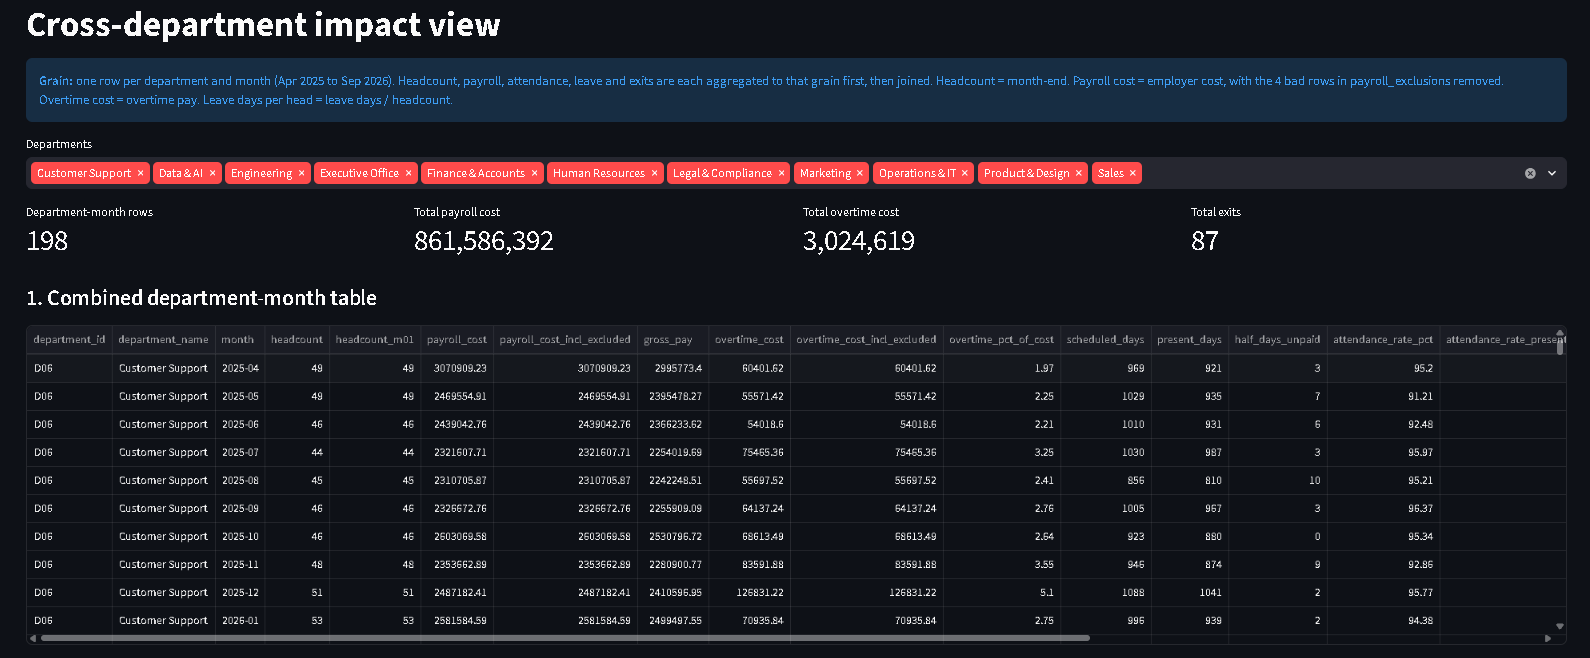 Cross-department impact view
Grain: one row per department and month (Apr 2025 to Sep 2026). Headcount, payroll, attendance, leave and exits are each aggregated to that grain first, then joined. Headcount = month-end. Payroll cost = employer cost, with the 4 bad rows in payroll_exclusions removed.
Overtime cost = overtime pay. Leave days per head = leave days / headcount.
Departments
Customer Support × Data & AI × Engineering × Executive Office × Finance & Accounts × Human Resources × Legal & Compliance × Marketing × Operations & IT × Product & Design × Sales ×
Department-month rows Total payroll cost Total overtime cost Total exits
198 861,586,392 3,024,619 87
1. Combined department-month table
department_id department_name month headcount headcount_m01 payroll_cost payroll_cost_incl_excluded gross_pay overtime_cost overtime_cost_incl_excluded overtime_pct_of_cost scheduled_days present_days half_days_unpaid attendance_rate_pct attendance_rate_present
D06 Customer Support 2025-04 49 49 3070909.23 3070909.23 2995773.4 60401.62 60401.62 1.97 969 921 3 95.2
D06 Customer Support 2025-05 49 49 2469554.91 2469554.91 2395478.27 55571.42 55571.42 2.25 1029 935 7 91.21
D06 Customer Support 2025-06 46 46 2439042.76 2439042.76 2366233.62 54018.6 54018.6 2.21 1010 931 6 92.48
D06 Customer Support 2025-07 44 44 2321607.71 2321607.71 2254019.69 75465.36 75465.36 3.25 1030 987 3 95.97
D06 Customer Support 2025-08 45 45 2310705.87 2310705.87 2242248.51 55697.52 55697.52 2.41 856 810 10 95.21
D06 Customer Support 2025-09 46 46 2326672.76 2326672.76 2255909.09 64137.24 64137.24 2.76 1005 967 3 96.37
D06 Customer Support 2025-10 46 46 2603069.58 2603069.58 2530796.72 68613.49 68613.49 2.64 923 880 0 95.34
D06 Customer Support 2025-11 48 48 2353662.89 2353662.89 2280900.77 83591.88 83591.88 3.55 946 874 9 92.86
D06 Customer Support 2025-12 51 51 2487182.41 2487182.41 2410596.95 126831.22 126831.22 5.1 1088 1041 2 95.77
D06 Customer Support 2026-01 53 53 2581584.59 2581584.59 2499497.55 70935.84 70935.84 2.75 996 939 2 94.38